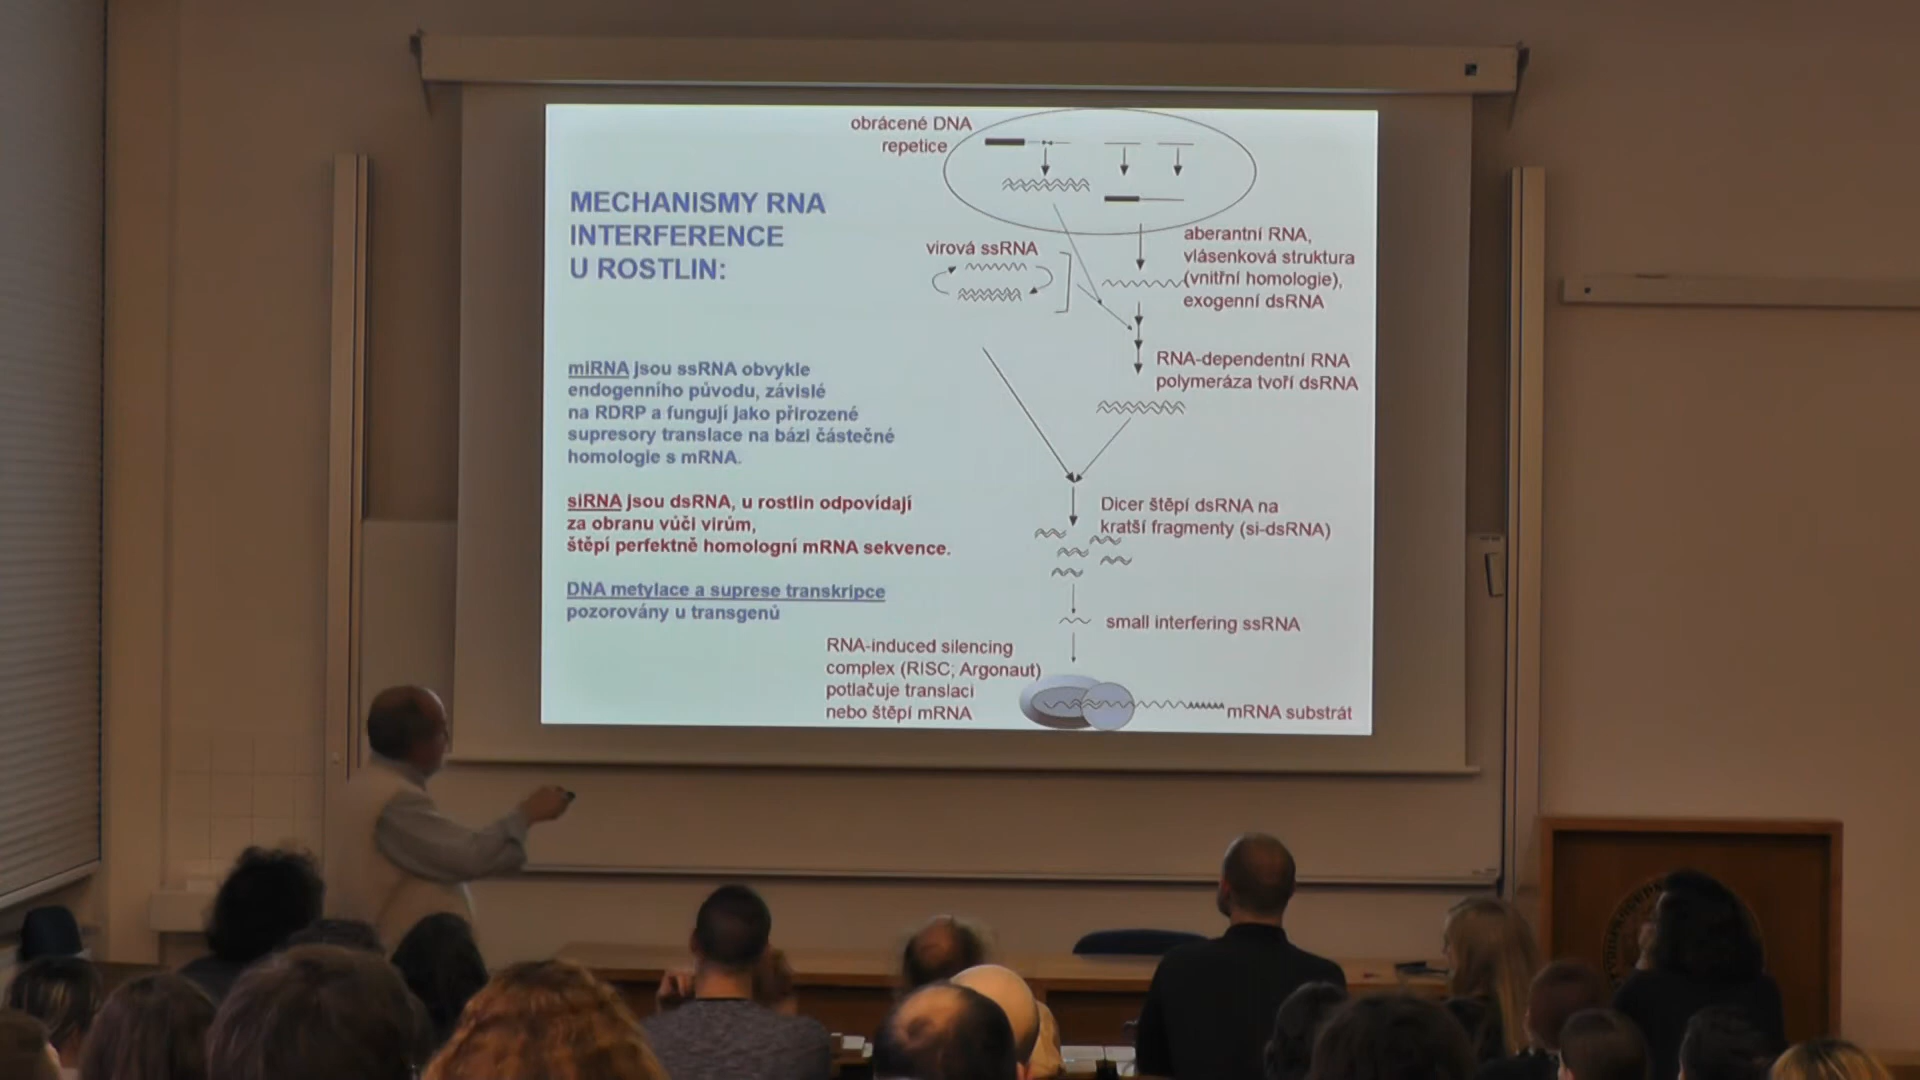 MECHANISMY RNA
INTERFERENCE
U ROSTLIN:
miRNA jsou ssRNA obvykle
endogenního původu, závislé
na RDRP a fungují jako přirozené
supresory translace na bázi částečné
homologie s mRNA.
siRNA jsou dsRNA, u rostlin odpovídají
za obranu vůči virům,
štěpí perfektně homologní mRNA sekvence.
DNA metylace a suprese transkripce
pozorovány u transgenů
obrácené DNA
repetice
virová ssRNA
aberantní RNA,
vlásenková struktura
(vnitřní homologie),
exogenní dsRNA
RNA-dependentní RNA
polymeráza tvoří dsRNA
Dicer štěpí dsRNA na
kratší fragmenty (si-dsRNA)
small interfering ssRNA
RNA-induced silencing
complex (RISC; Argonaut)
potlačuje translaci
nebo štěpí mRNA
mRNA substrát